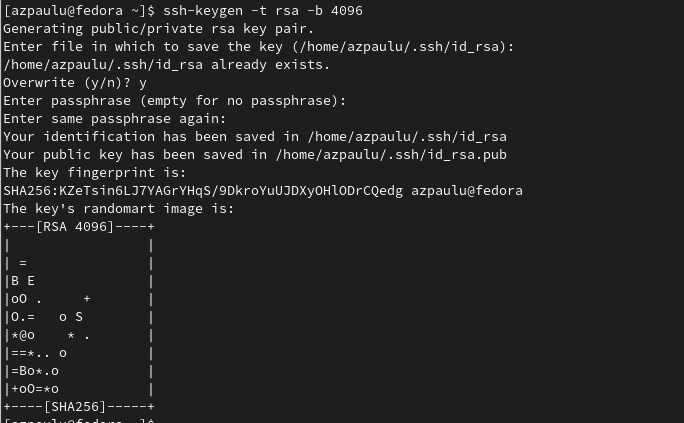 [azpaulu@fedora ~]$ ssh-keygen -t rsa -b 4096
Generating public/private rsa key pair.
Enter file in which to save the key (/home/azpaulu/.ssh/id_rsa):
/home/azpaulu/.ssh/id_rsa already exists.
Overwrite (y/n)? y
Enter passphrase (empty for no passphrase):
Enter same passphrase again:
Your identification has been saved in /home/azpaulu/.ssh/id_rsa
Your public key has been saved in /home/azpaulu/.ssh/id_rsa.pub
The key fingerprint is:
SHA256:KZeTsin6LJ7YAGrYHqS/9DkroYuUJDXyOHlODrCQedg azpaulu@fedora
The key's randomart image is:
+---[RSA 4096]----+
|                 |
| =               |
|B E              |
|oO .     +       |
|O.=   o S        |
|*@o    * .       |
|==*.. o          |
|=Bo*.o           |
|+oO=*o           |
+----[SHA256]-----+
[azpaulu@fedora ~]$